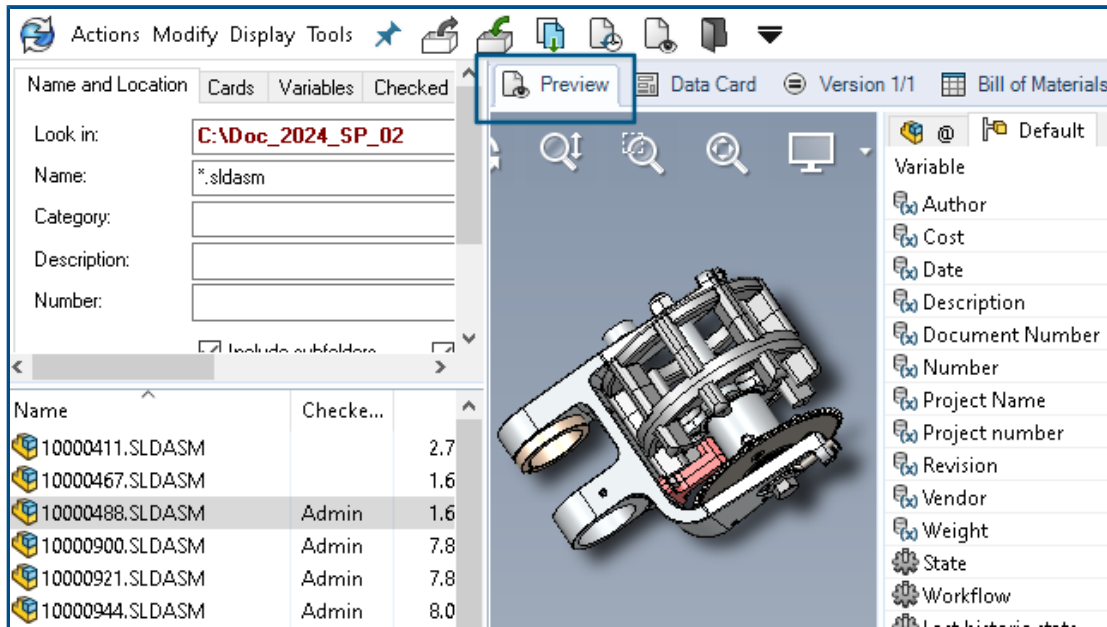 Actions Modify Display Tools
Name and Location Cards Variables Checked
Look in: C:\Doc_2024_SP_02
Name: *.sldasm
Category:
Description:
Number:
Include subfolders
Name Checke...
10000411.SLDASM 2.7
10000467.SLDASM 1.6
10000488.SLDASM Admin 1.6
10000900.SLDASM Admin 7.8
10000921.SLDASM Admin 7.8
10000944.SLDASM Admin 8.0
Preview Data Card Version 1/1 Bill of Materials
@ Default
Variable
Author
Cost
Date
Description
Document Number
Number
Project Name
Project number
Revision
Vendor
Weight
State
Workflow
Last historic state